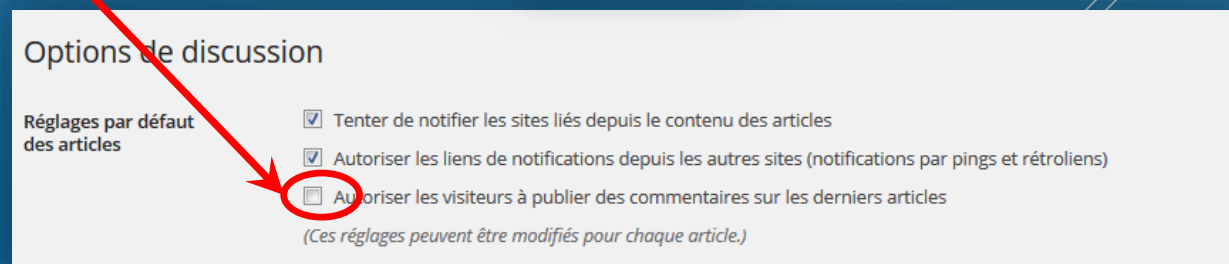 Options de discussion
Réglages par défaut
des articles
Tenter de notifier les sites liés depuis le contenu des articles
Autoriser les liens de notifications depuis les autres sites (notifications par pings et rétroliens)
Autoriser les visiteurs à publier des commentaires sur les derniers articles
(Ces réglages peuvent être modifiés pour chaque article.)